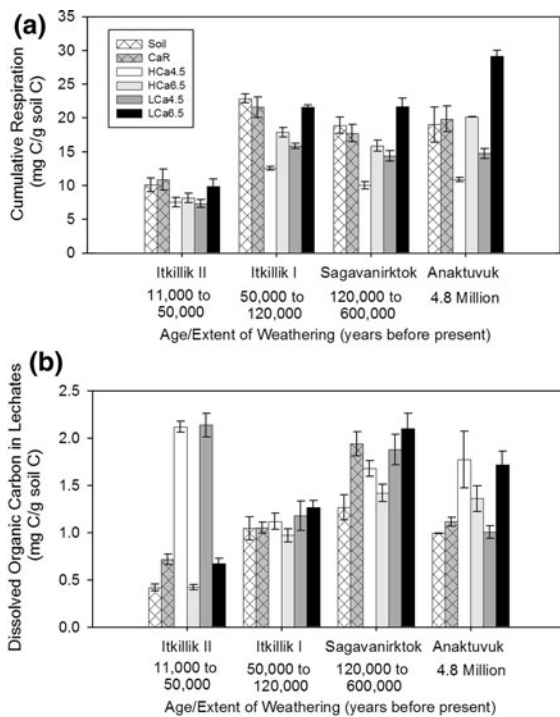 (a)
35
30
25
20
15
10
5
0
Cumulative Respiration
(mg C/g soil C)
Soil
CaR
HCa4.5
HCa6.5
LCa4.5
LCa6.5
Itkillik II
Itkillik I
Sagavanirktok
Anaktuvuk
11,000 to
50,000
50,000 to
120,000
120,000 to
600,000
4.8 Million
Age/Extent of Weathering (years before present)
(b)
2.5
2.0
1.5
1.0
0.5
0.0
Dissolved Organic Carbon in Lechates
(mg C/g soil C)
Itkillik II
Itkillik I
Sagavanirktok
Anaktuvuk
11,000 to
50,000
50,000 to
120,000
120,000 to
600,000
4.8 Million
Age/Extent of Weathering (years before present)